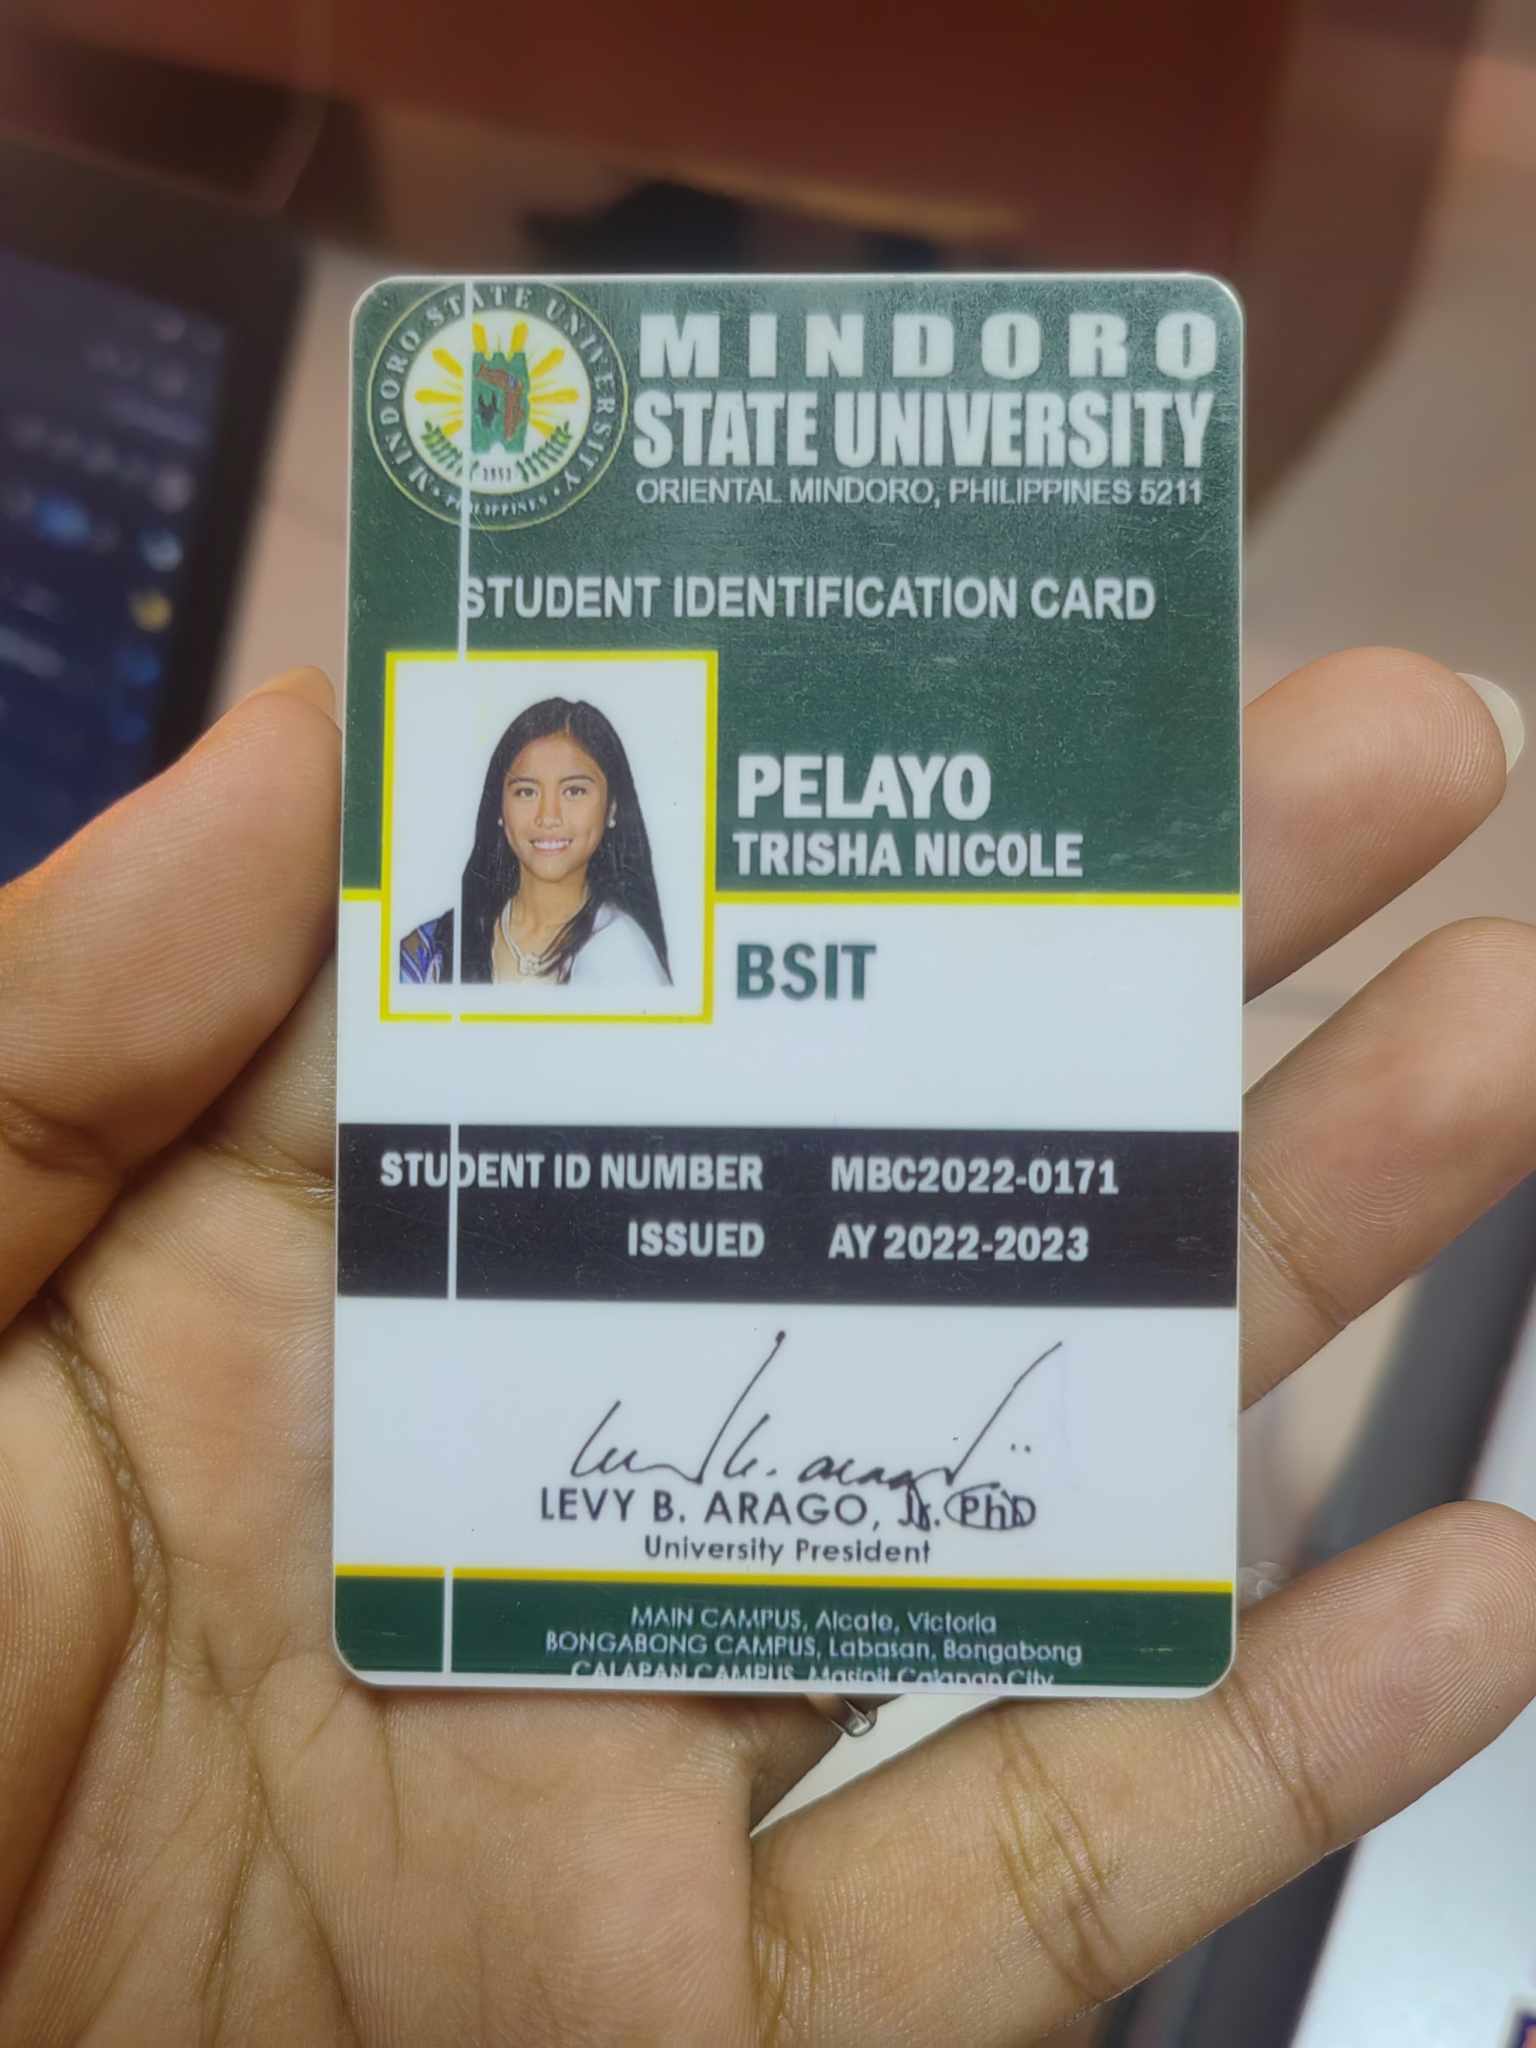 MINDORO STATE UNIVERSITY
1951
PHILIPPINES
MINDORO
STATE UNIVERSITY
ORIENTAL MINDORO, PHILIPPINES 5211
STUDENT IDENTIFICATION CARD
PELAYO
TRISHA NICOLE
BSIT
STUDENT ID NUMBER MBC2022-0171
ISSUED AY 2022-2023
LEVY B. ARAGO, Jr. PhD
University President
MAIN CAMPUS, Alcate, Victoria
BONGABONG CAMPUS, Labasan, Bongabong
CALAPAN CAMPUS, Masipit Calapan City